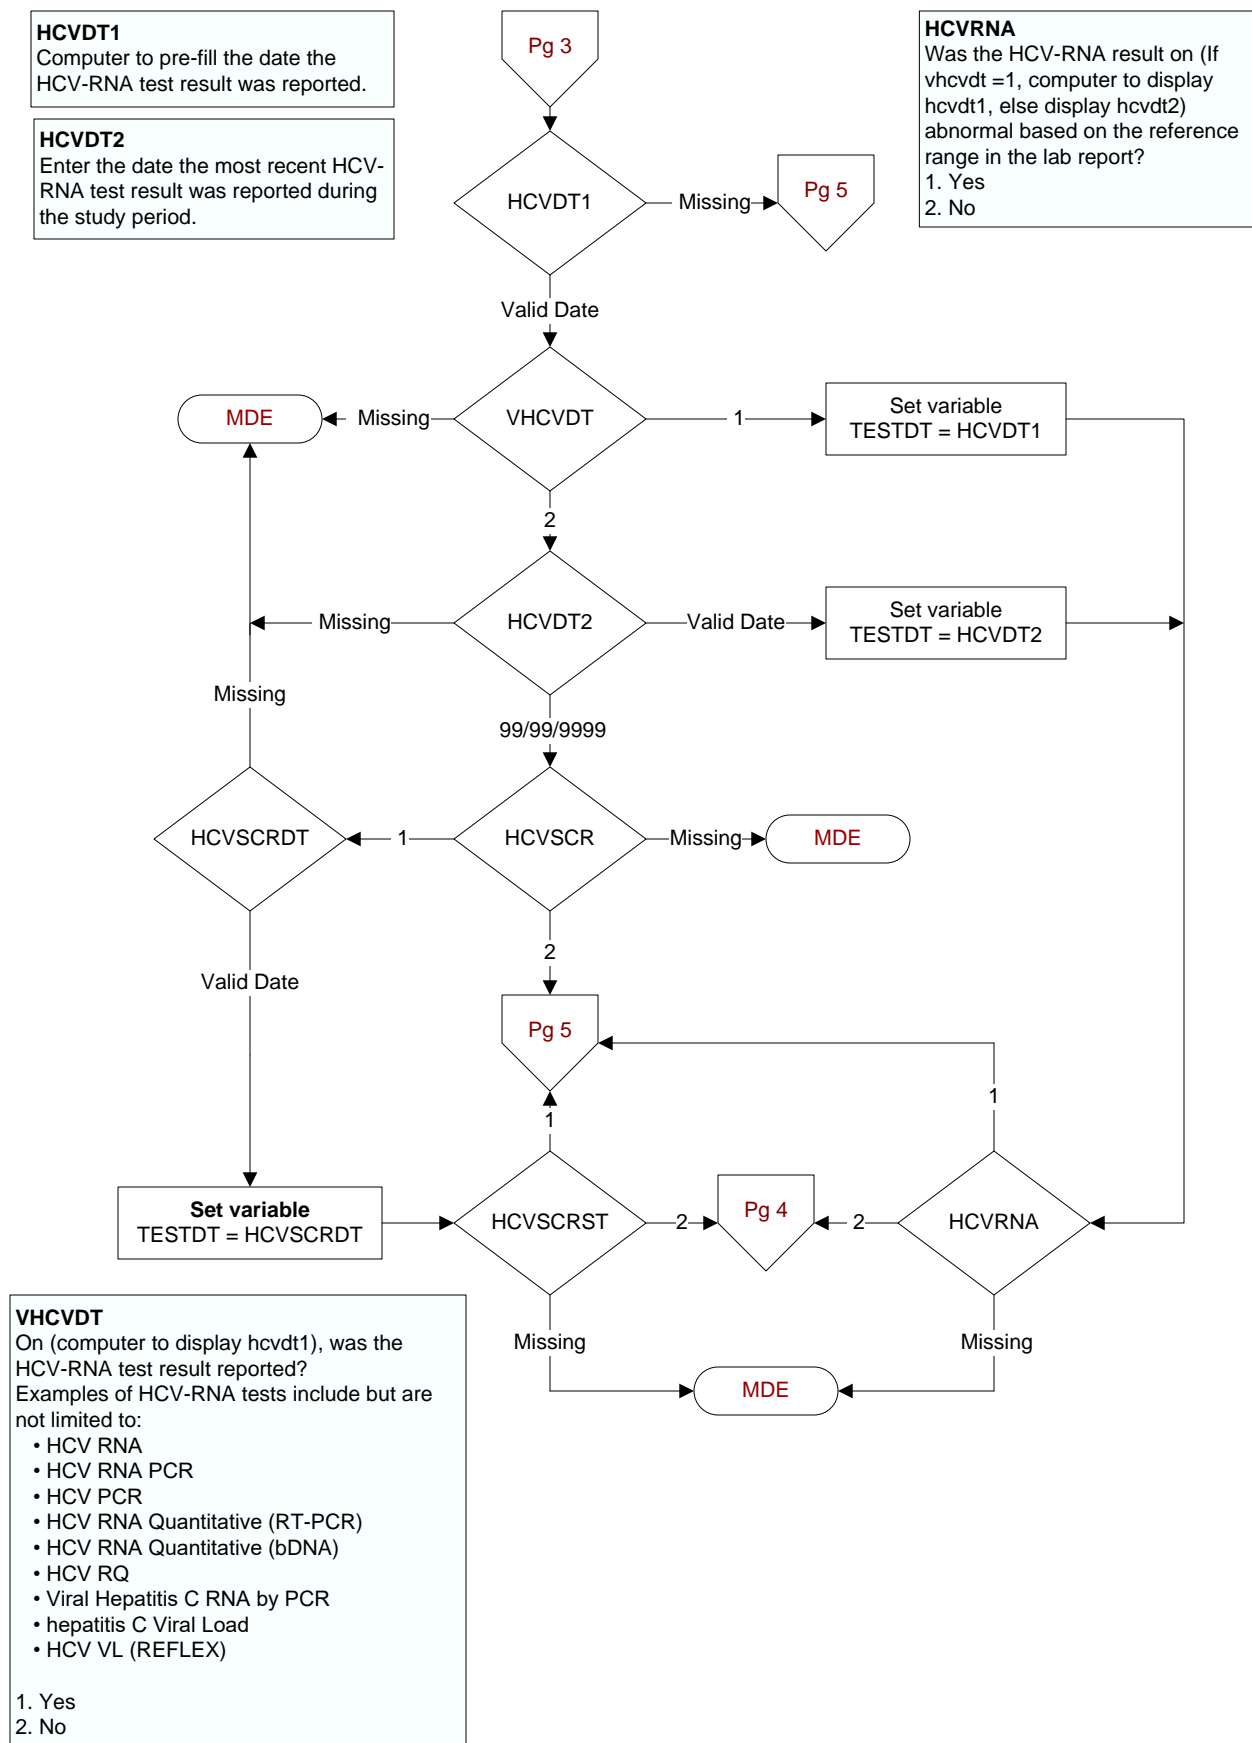 HCVDT1
Computer to pre-fill the date the
HCV-RNA test result was reported.
HCVDT2
Enter the date the most recent HCV-
RNA test result was reported during
the study period.
Pg 3
HCVRNA
Was the HCV-RNA result on (If
vhcvdt =1, computer to display
hcvdt1, else display hcvdt2)
abnormal based on the reference
range in the lab report?
1. Yes
2. No
HCVDT1
Missing
Pg 5
Valid Date
MDE
Missing
VHCVDT
1
Set variable
TESTDT = HCVDT1
2
Missing
HCVDT2
Valid Date
Set variable
TESTDT = HCVDT2
Missing
99/99/9999
HCVSCRDT
1
HCVSCR
Missing
MDE
2
Valid Date
Pg 5
1
1
Set variable
TESTDT = HCVSCRDT
HCVSCRST
2
Pg 4
2
HCVRNA
Missing
Missing
MDE
VHCVDT
On (computer to display hcvdt1), was the
HCV-RNA test result reported?
Examples of HCV-RNA tests include but are
not limited to:
• HCV RNA
• HCV RNA PCR
• HCV PCR
• HCV RNA Quantitative (RT-PCR)
• HCV RNA Quantitative (bDNA)
• HCV RQ
• Viral Hepatitis C RNA by PCR
• hepatitis C Viral Load
• HCV VL (REFLEX)
1. Yes
2. No